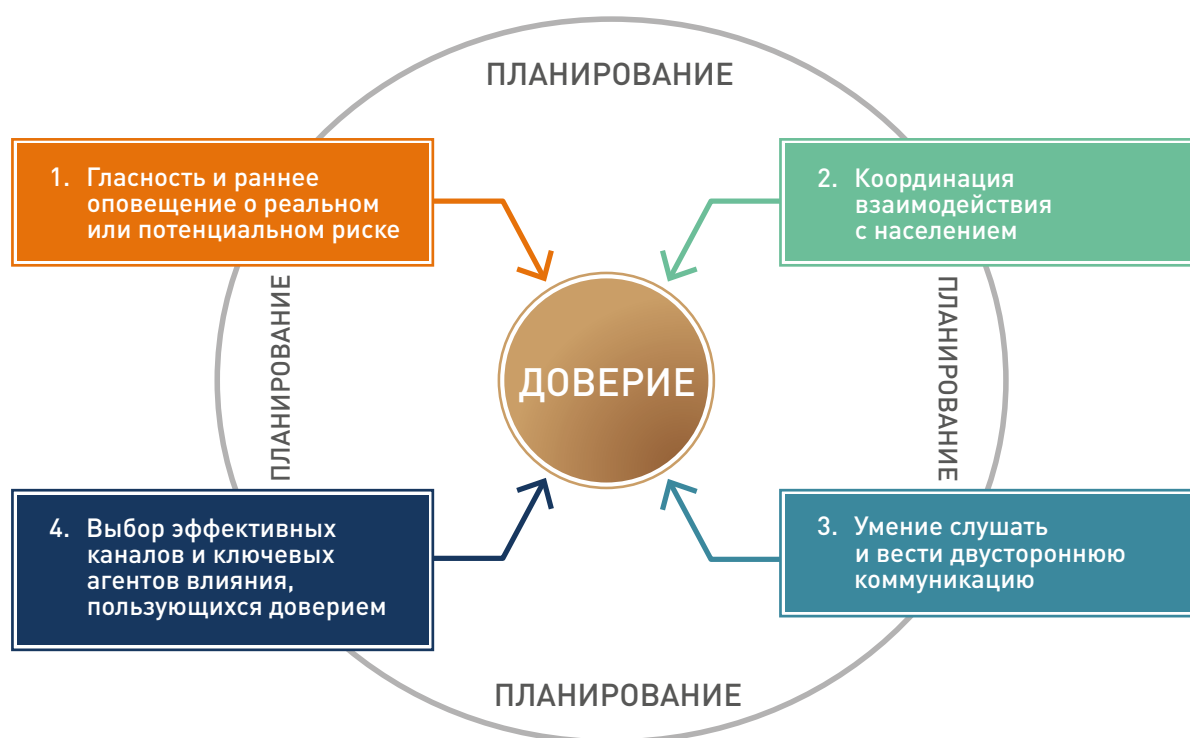 ПЛАНИРОВАНИЕ
1. Гласность и раннее
оповещение о реальном
или потенциальном риске
2. Координация
взаимодействия
с населением
ПЛАНИРОВАНИЕ
ДОВЕРИЕ
ПЛАНИРОВАНИЕ
4. Выбор эффективных
каналов и ключевых
агентов влияния,
пользующихся доверием
3. Умение слушать
и вести двустороннюю
коммуникацию
ПЛАНИРОВАНИЕ